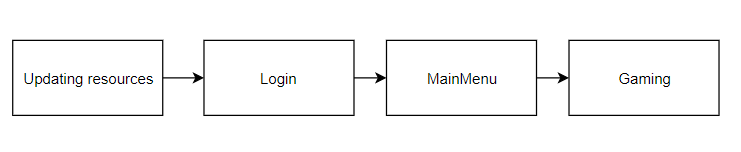 Updating resources
Login
MainMenu
Gaming